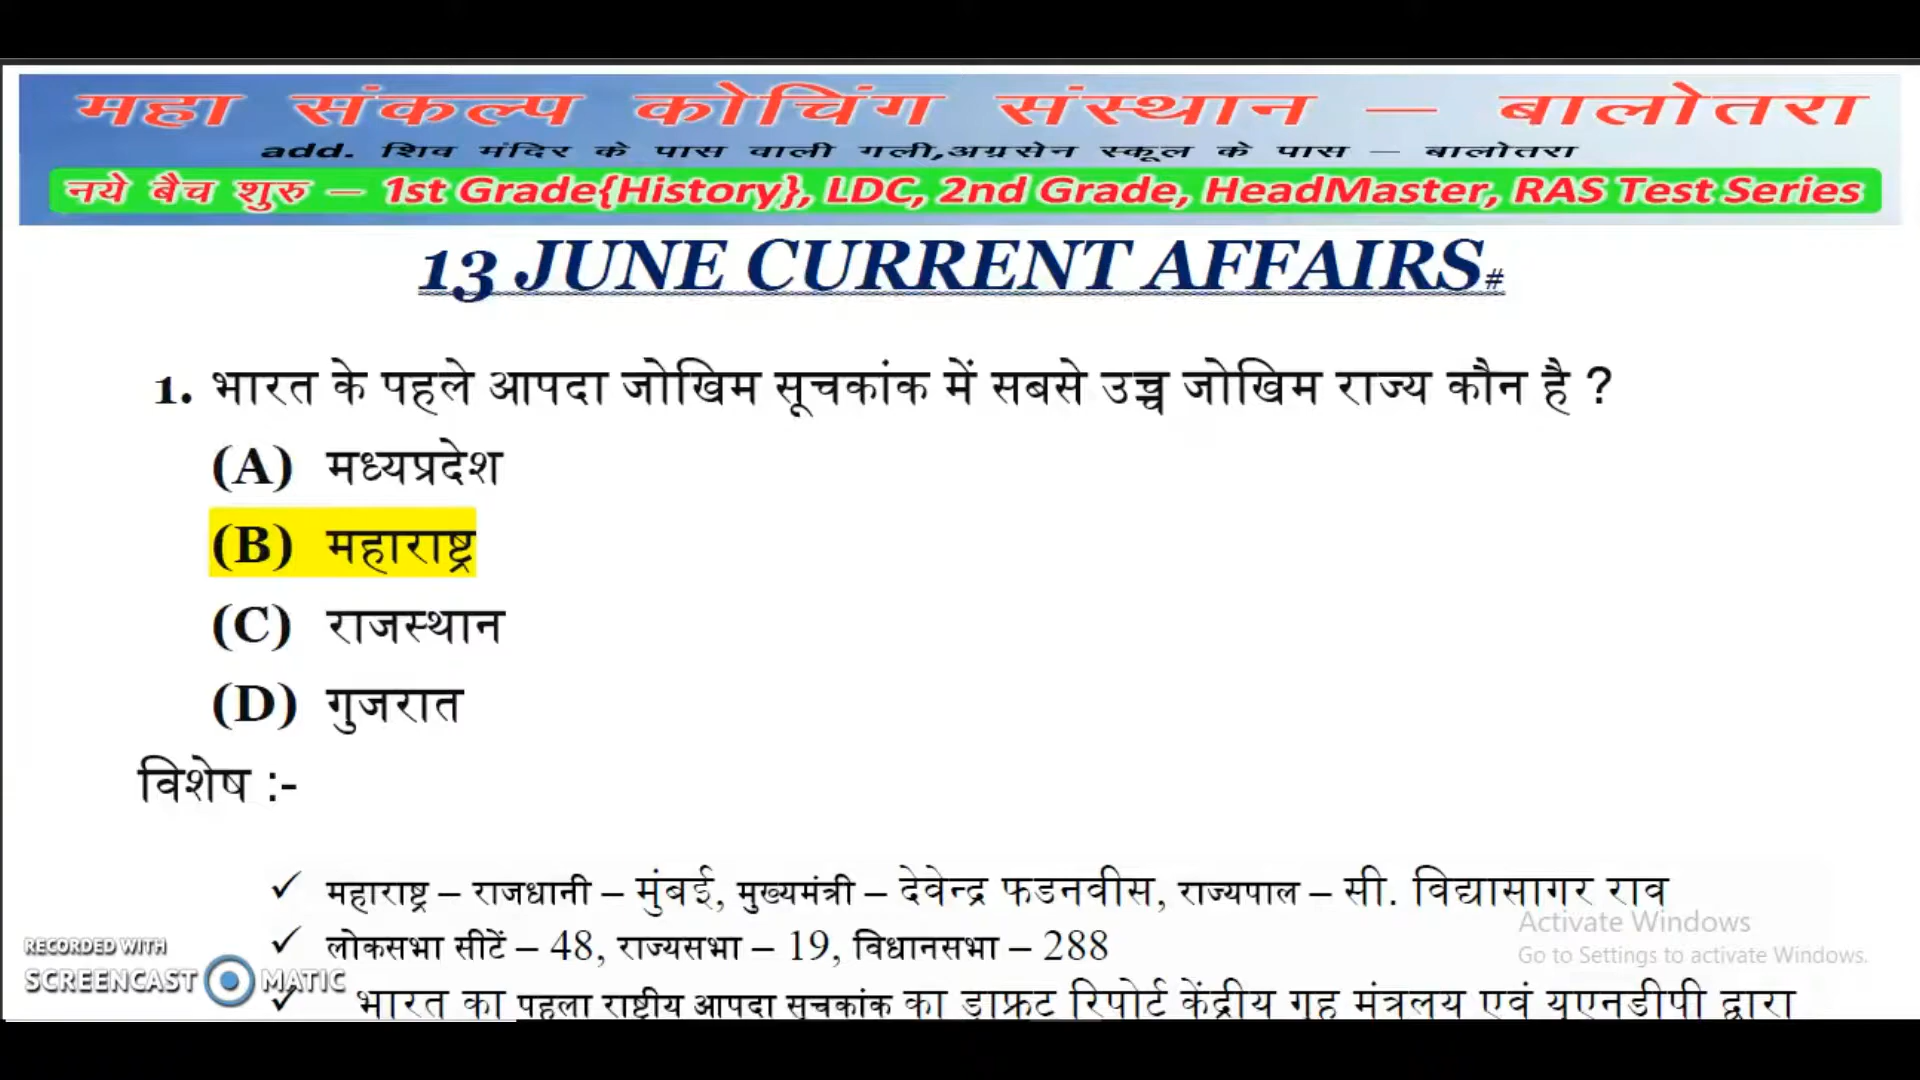 महा संकल्प कोचिंग संस्थान – बालोतरा
add. शिव मंदिर के पास वाली गली,अग्रसेन स्कूल के पास – बालोतरा
नये बैच शुरु – 1st Grade{History}, LDC, 2nd Grade, HeadMaster, RAS Test Series
13 JUNE CURRENT AFFAIRS#
1. भारत के पहले आपदा जोखिम सूचकांक में सबसे उच्च जोखिम राज्य कौन है ?
(A) मध्यप्रदेश
(B) महाराष्ट्र
(C) राजस्थान
(D) गुजरात
विशेष :-
✓ महाराष्ट्र – राजधानी – मुंबई, मुख्यमंत्री – देवेन्द्र फडनवीस, राज्यपाल – सी. विद्यासागर राव
✓ लोकसभा सीटें – 48, राज्यसभा – 19, विधानसभा – 288
✓ भारत का पहला राष्टीय आपदा सूचकांक का ड़ाफ्रट रिपोर्ट केंद्रीय गृह मंत्रलय एवं यूएनडीपी द्वारा
Activate Windows
Go to Settings to activate Windows.
RECORDED WITH
SCREENCAST MATIC